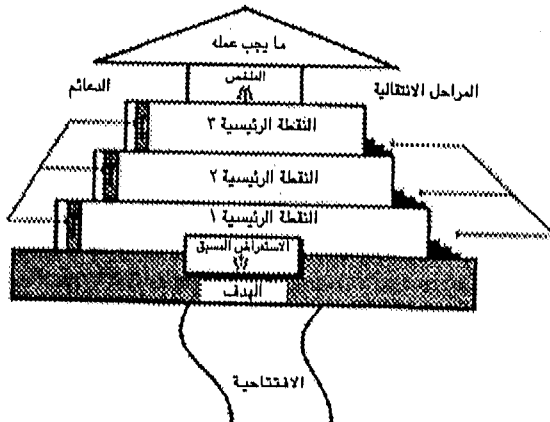 ما يجب عمله
الملخص
المراحل الانتقالية
الدعائم
النقطة الرئيسية ٣
النقطة الرئيسية ٢
النقطة الرئيسية ١
الاستعراض المسبق
الهدف
الافتتاحية